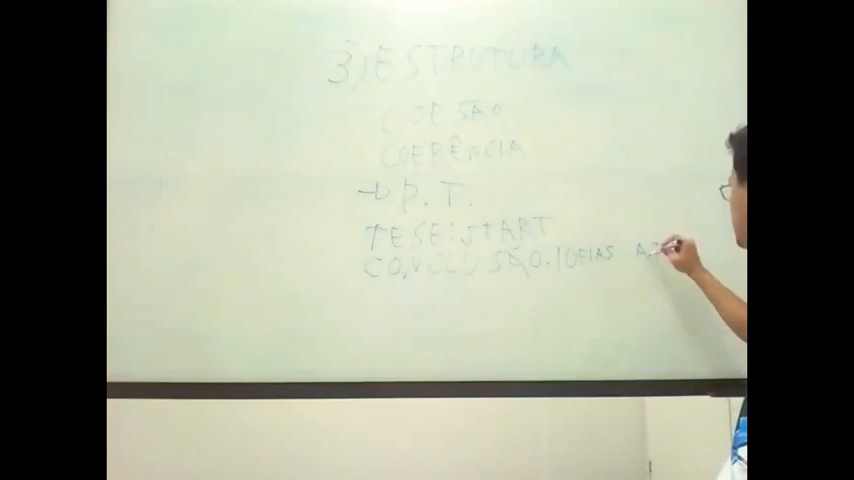 3) ESTRUTURA
COESÃO
COERÊNCIA
→ P. T.
TESE: START
CONCLUSÃO. IDEIAS